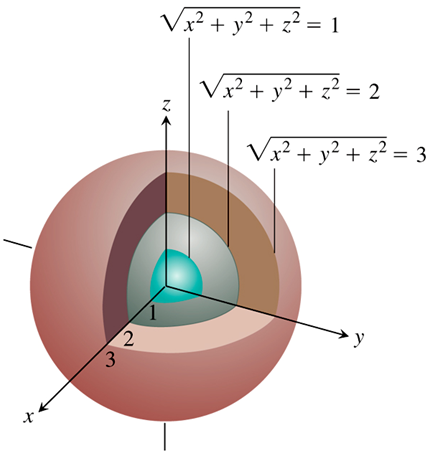 √x² + y² + z² = 1
√x² + y² + z² = 2
z
√x² + y² + z² = 3
1
2
3
y
x